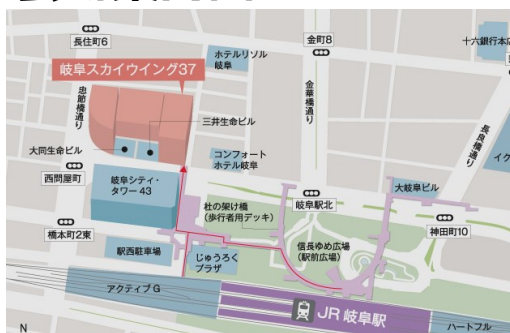 長住町6
金町8
十六銀行本店
ホテルリソル
岐阜
岐阜スカイウイング37
忠節橋通り
金華橋通り
長良橋通り
三井生命ビル
大同生命ビル
コンフォート
ホテル岐阜
西問屋町
岐阜シティ・
タワー43
杜の架け橋
(歩行者用デッキ)
岐阜駅北
大岐阜ビル
橋本町2東
神田町10
信長ゆめ広場
(駅前広場)
駅西駐車場
じゅうろく
プラザ
アクティブG
JR 岐阜駅
ハートフル
N
イク